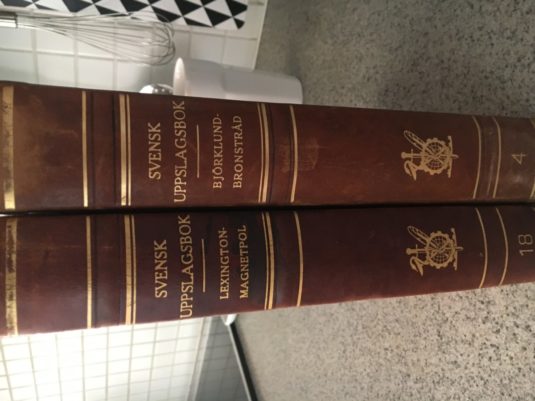 SVENSK
UPPSLAGSBOK
BJÖRKLUND-
BRONSTRÅD
4
SVENSK
UPPSLAGSBOK
LEXINGTON-
MAGNETPOL
18